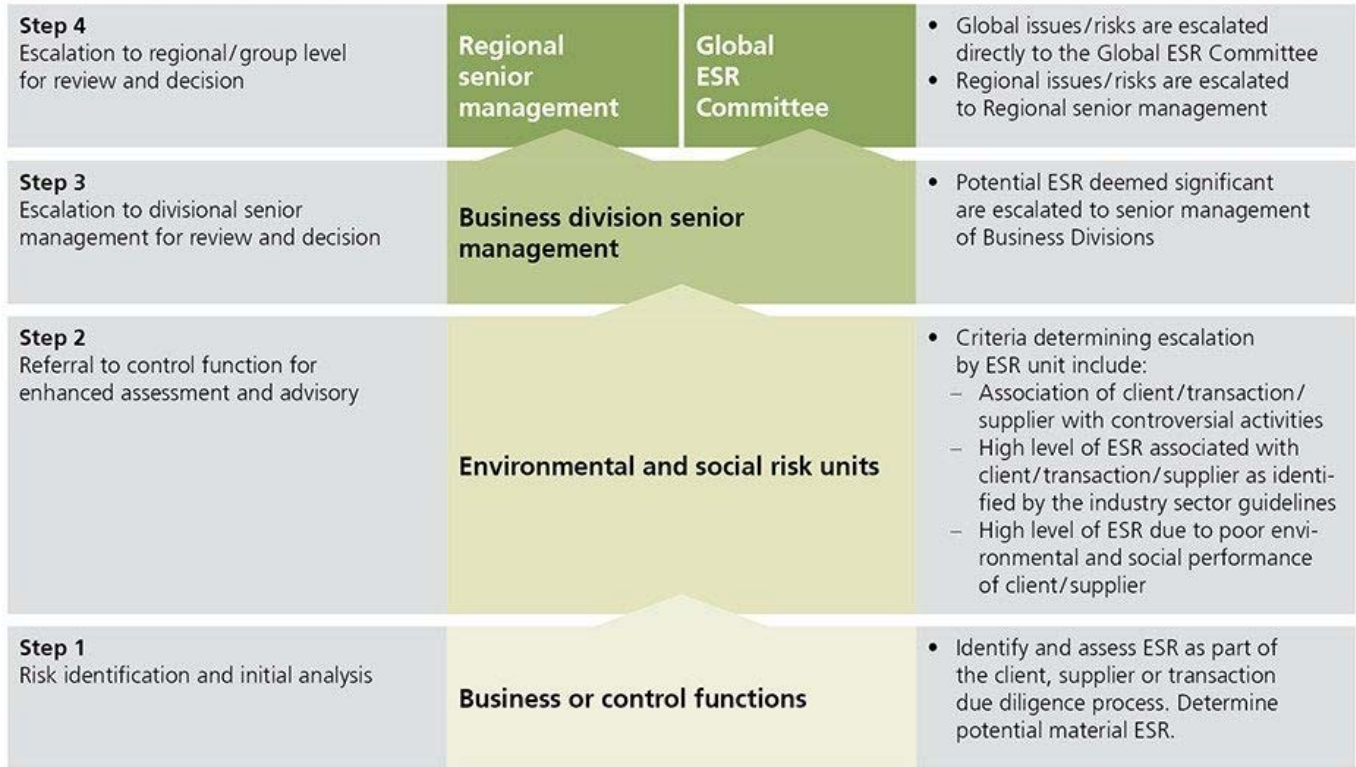 Step 4
Escalation to regional/group level
for review and decision
Regional
senior
management
Global
ESR
Committee
• Global issues/risks are escalated
directly to the Global ESR Committee
• Regional issues/risks are escalated
to Regional senior management
Step 3
Escalation to divisional senior
management for review and decision
Business division senior
management
• Potential ESR deemed significant
are escalated to senior management
of Business Divisions
Step 2
Referral to control function for
enhanced assessment and advisory
Environmental and social risk units
• Criteria determining escalation
by ESR unit include:
– Association of client/transaction/
supplier with controversial activities
– High level of ESR associated with
client/transaction/supplier as identi-
fied by the industry sector guidelines
– High level of ESR due to poor envi-
ronmental and social performance
of client/supplier
Step 1
Risk identification and initial analysis
Business or control functions
• Identify and assess ESR as part of
the client, supplier or transaction
due diligence process. Determine
potential material ESR.